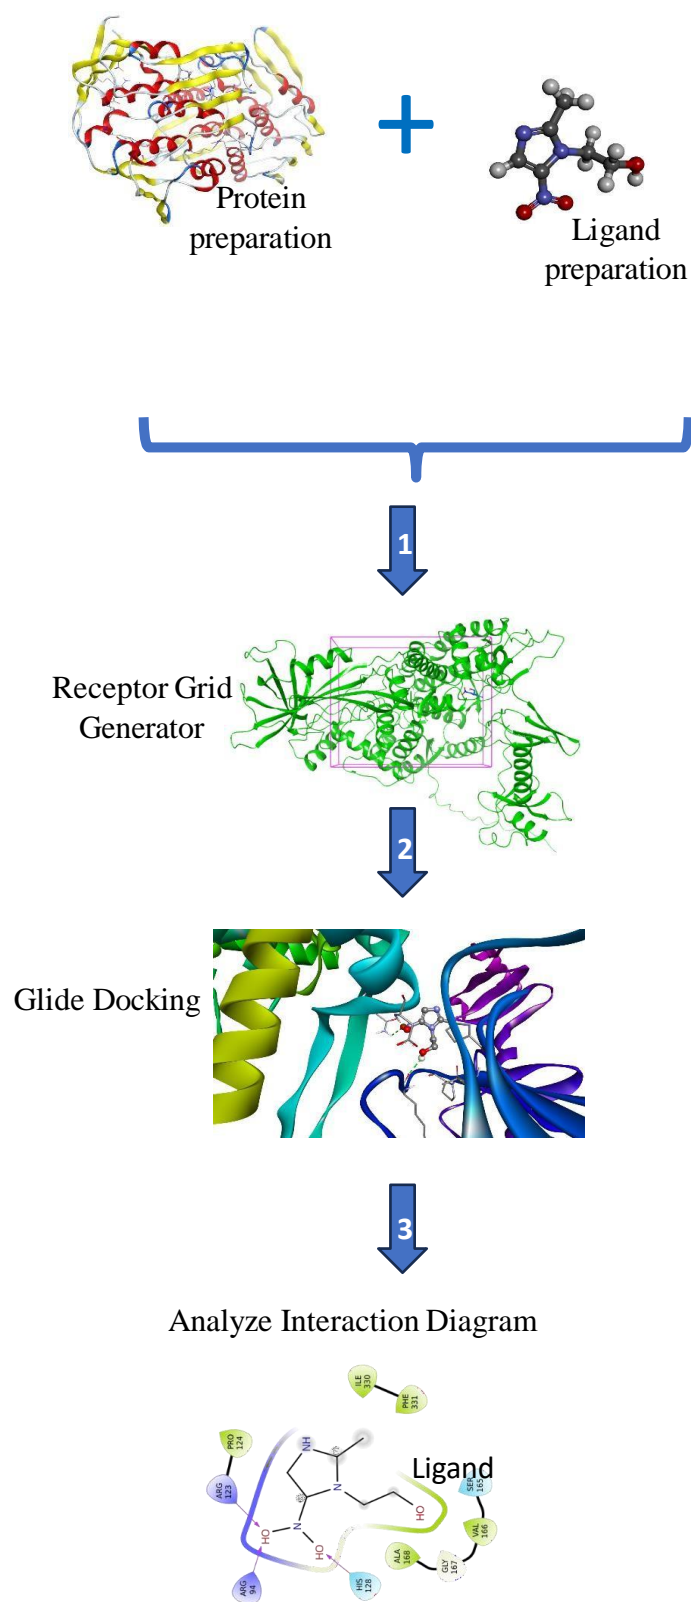 Protein
preparation
Ligand
preparation
1
Receptor Grid
Generator
2
Glide Docking
3
Analyze Interaction Diagram
ILE
330
PHE
331
PRO
124
NH
Ligand
ARG
123
N
SER
165
OH
N
HO
VAL
166
HO
ALA
168
GLY
167
ARG
94
HIS
128